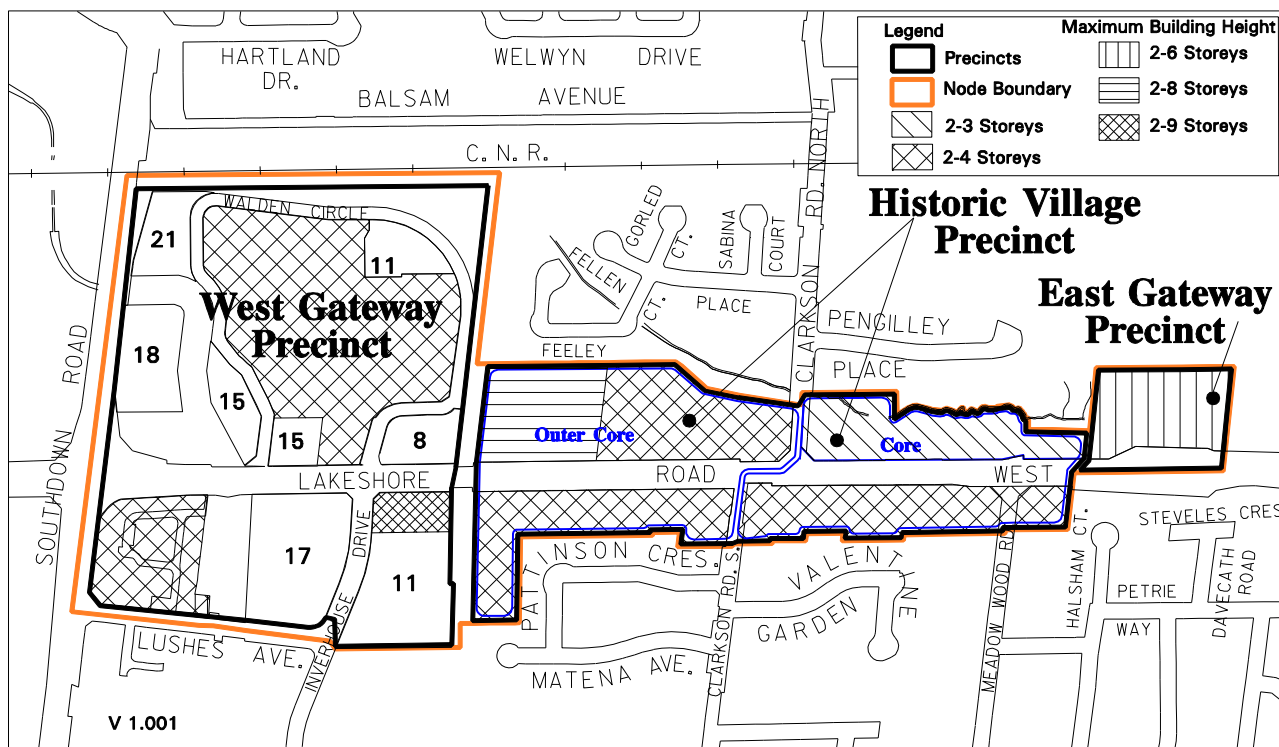 HARTLAND
DR.
WELWYN DRIVE
BALSAM AVENUE
C. N. R.
Legend
Precincts
Node Boundary
2-3 Storeys
2-4 Storeys
Maximum Building Height
2-6 Storeys
2-8 Storeys
2-9 Storeys
Historic Village
Precinct
East Gateway
Precinct
West Gateway
Precinct
WALDEN CIRCLE
21
11
18
15
15
8
17
11
SOUTHDOWN ROAD
GORLED
CT.
SABINA
COURT
FELLEN
CT.
PLACE
FEELEY
CLARKSON RD. NORTH
PENGILLEY
PLACE
Outer Core
Core
LAKESHORE ROAD WEST
INVERHOUSE DRIVE
LUSHES AVE.
PATTINSON CRES.
MATENA AVE.
CLARKSON RD. S.
VALENTINE
GARDEN
MEADOW WOOD RD
HALSHAM CT.
STEVELES CRES
PETRIE
WAY
DAVECATH
ROAD
V 1.001